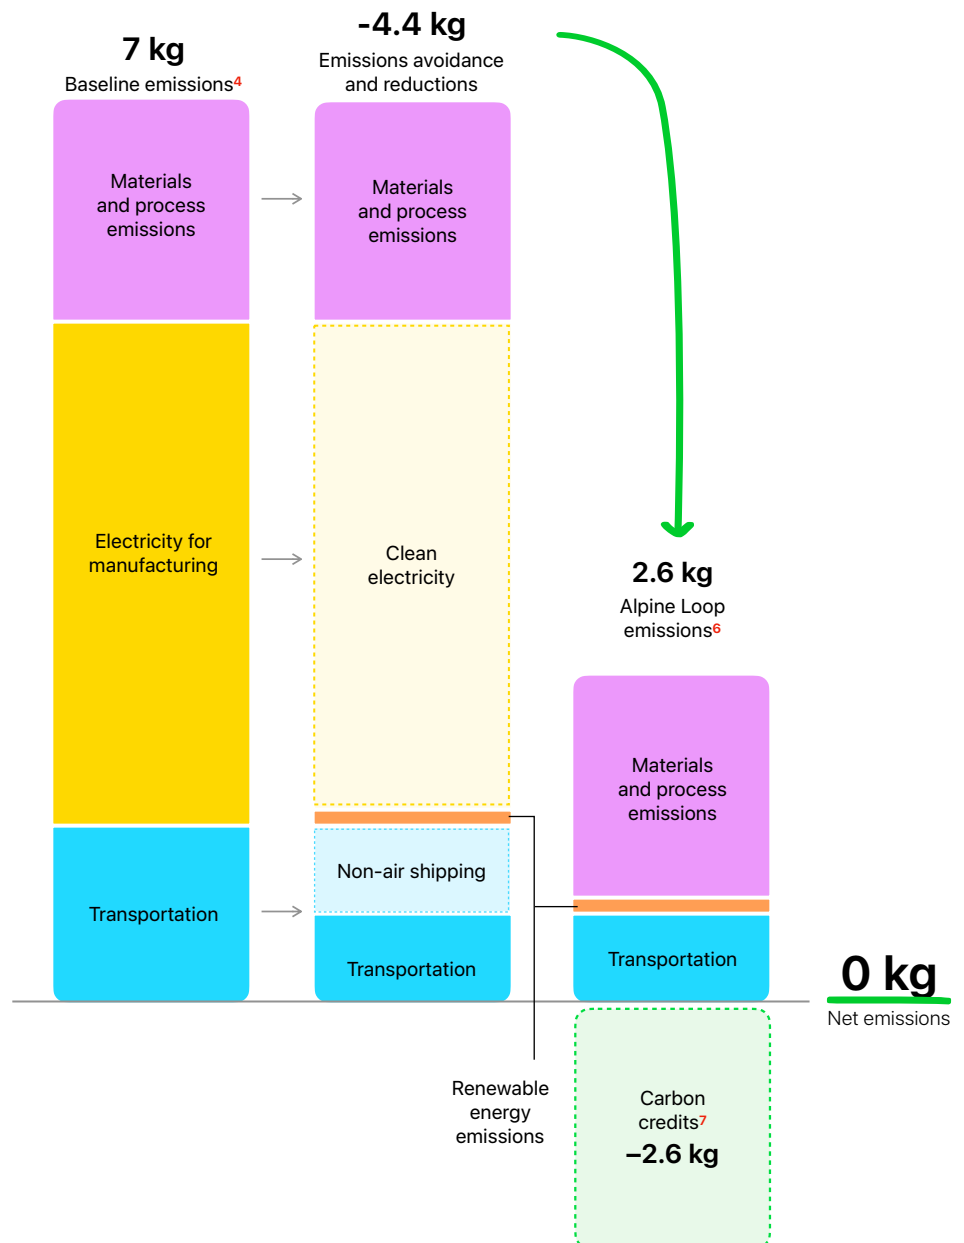 7 kg
Baseline emissions4
Materials
and process
emissions
Electricity for
manufacturing
Transportation
-4.4 kg
Emissions avoidance
and reductions
Materials
and process
emissions
Clean
electricity
Non-air shipping
Transportation
Renewable
energy
emissions
2.6 kg
Alpine Loop
emissions6
Materials
and process
emissions
Transportation
Carbon
credits7
–2.6 kg
0 kg
Net emissions